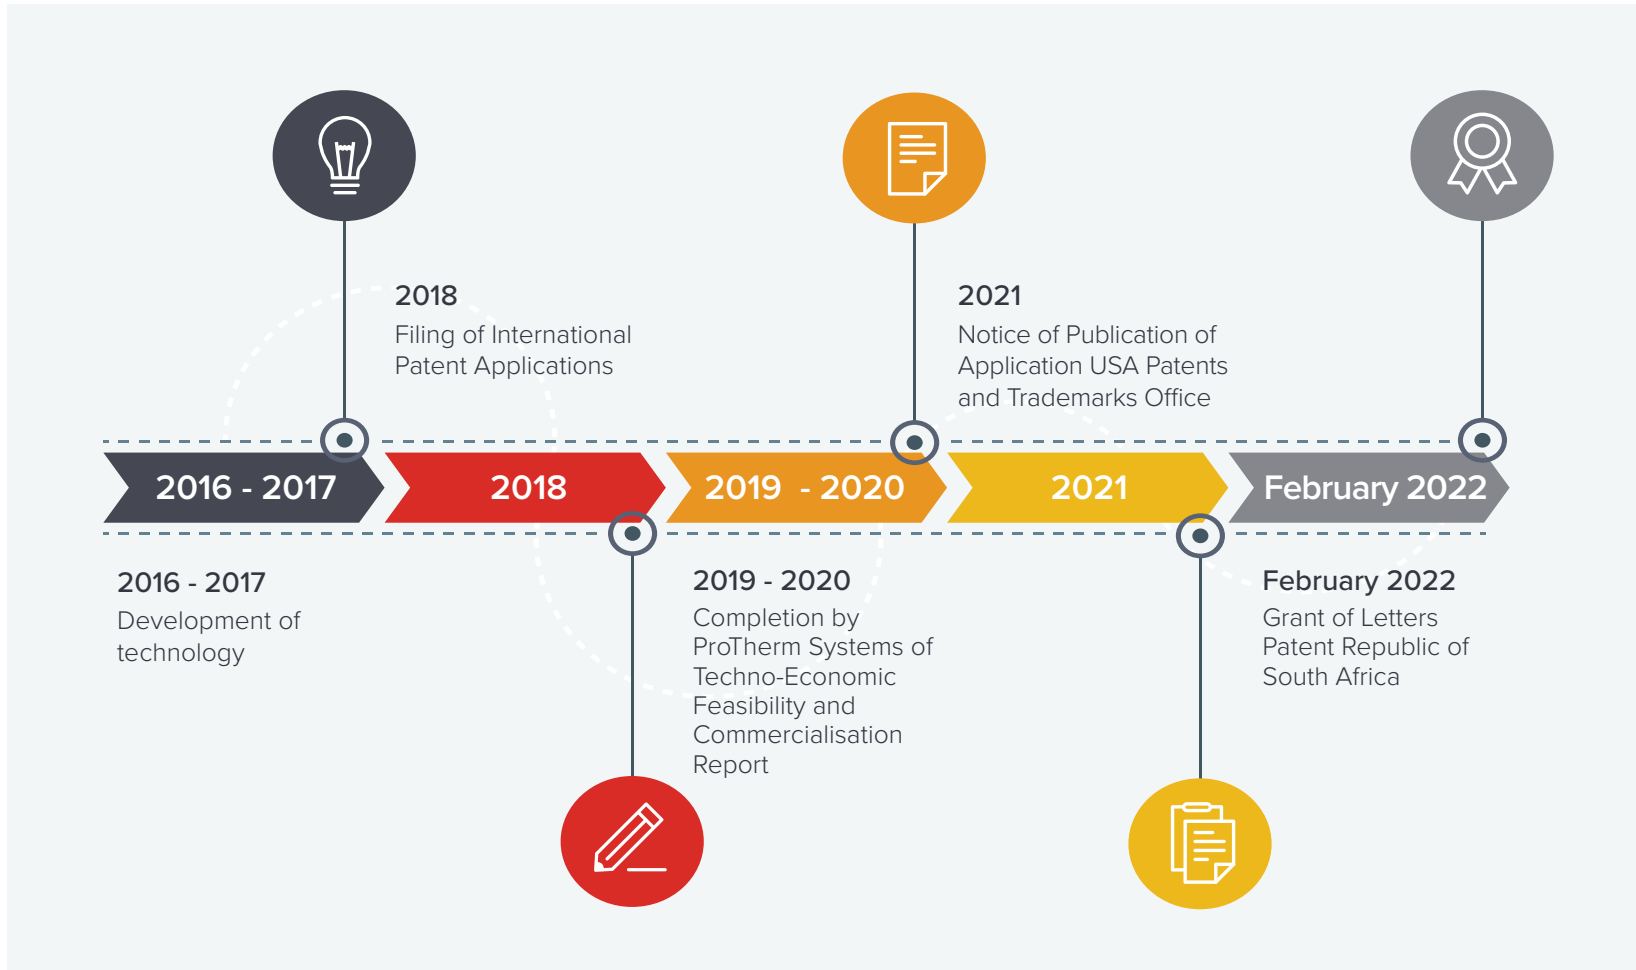 2018
Filing of International
Patent Applications
2021
Notice of Publication of
Application USA Patents
and Trademarks Office
2016 - 2017
2018
2019 - 2020
2021
February 2022
2016 - 2017
Development of
technology
2019 - 2020
Completion by
ProTherm Systems of
Techno-Economic
Feasibility and
Commercialisation
Report
February 2022
Grant of Letters
Patent Republic of
South Africa